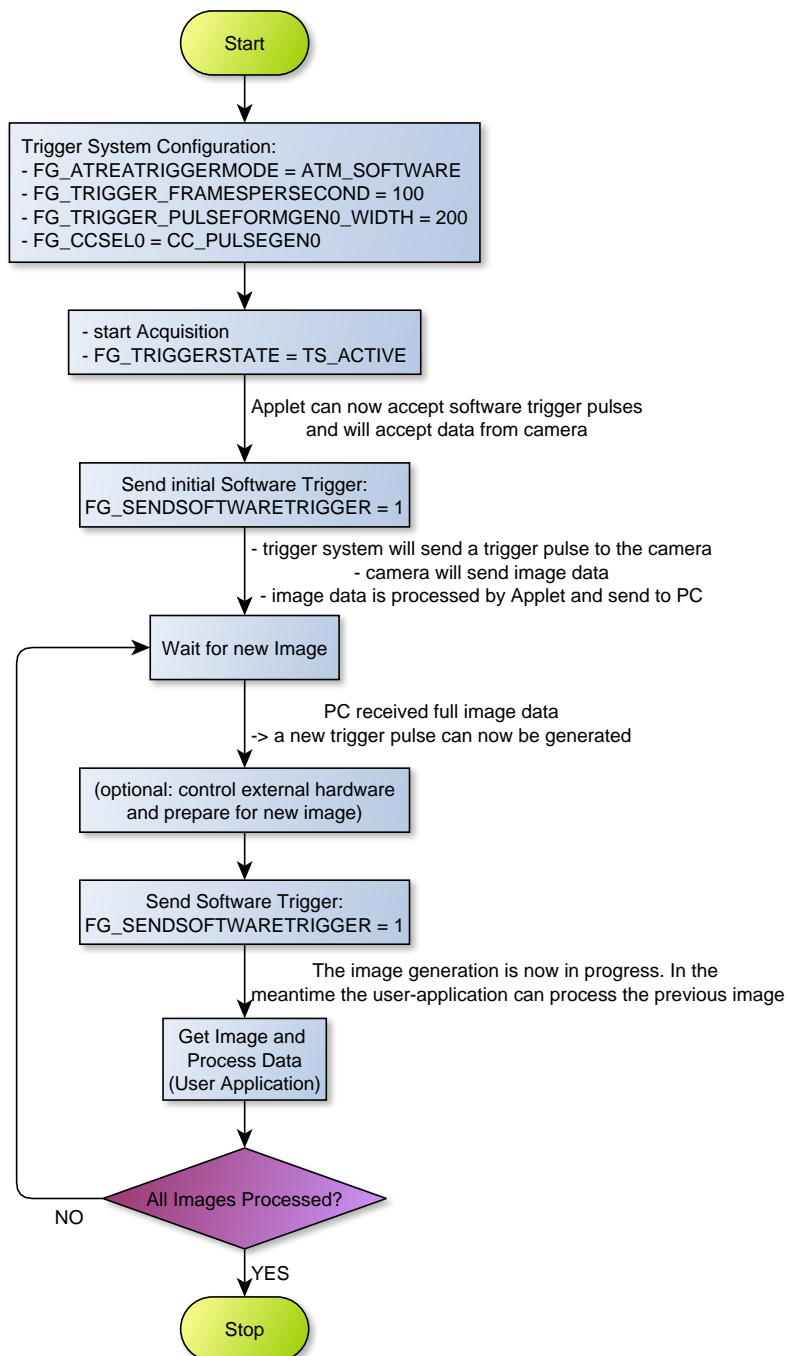 Start
Trigger System Configuration:
- FG_ATREATRIGGERMODE = ATM_SOFTWARE
- FG_TRIGGER_FRAMESPERSECOND = 100
- FG_TRIGGER_PULSEFORMGEN0_WIDTH = 200
- FG_CCSEL0 = CC_PULSEGEN0
- start Acquisition
- FG_TRIGGERSTATE = TS_ACTIVE
Applet can now accept software trigger pulses
and will accept data from camera
Send initial Software Trigger:
FG_SENDSOFTWARETRIGGER = 1
- trigger system will send a trigger pulse to the camera
- camera will send image data
- image data is processed by Applet and send to PC
Wait for new Image
PC received full image data
-> a new trigger pulse can now be generated
(optional: control external hardware
and prepare for new image)
Send Software Trigger:
FG_SENDSOFTWARETRIGGER = 1
The image generation is now in progress. In the
meantime the user-application can process the previous image
Get Image and
Process Data
(User Application)
All Images Processed?
NO
YES
Stop